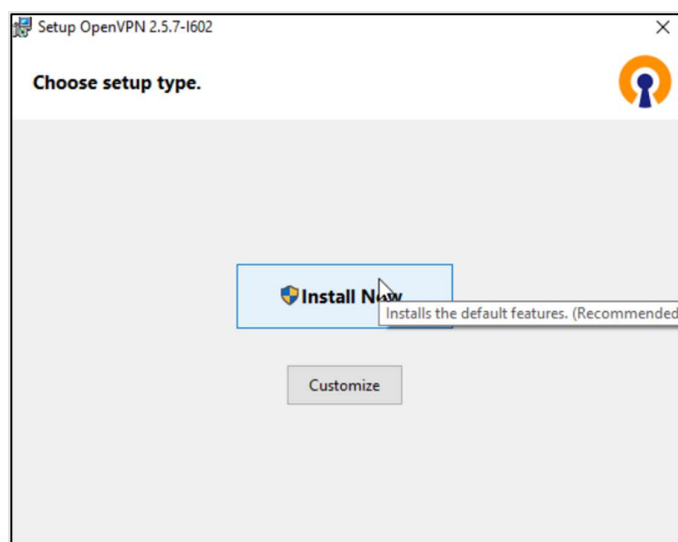 Setup OpenVPN 2.5.7-I602
Choose setup type.
Install Now
Installs the default features. (Recommended
Customize